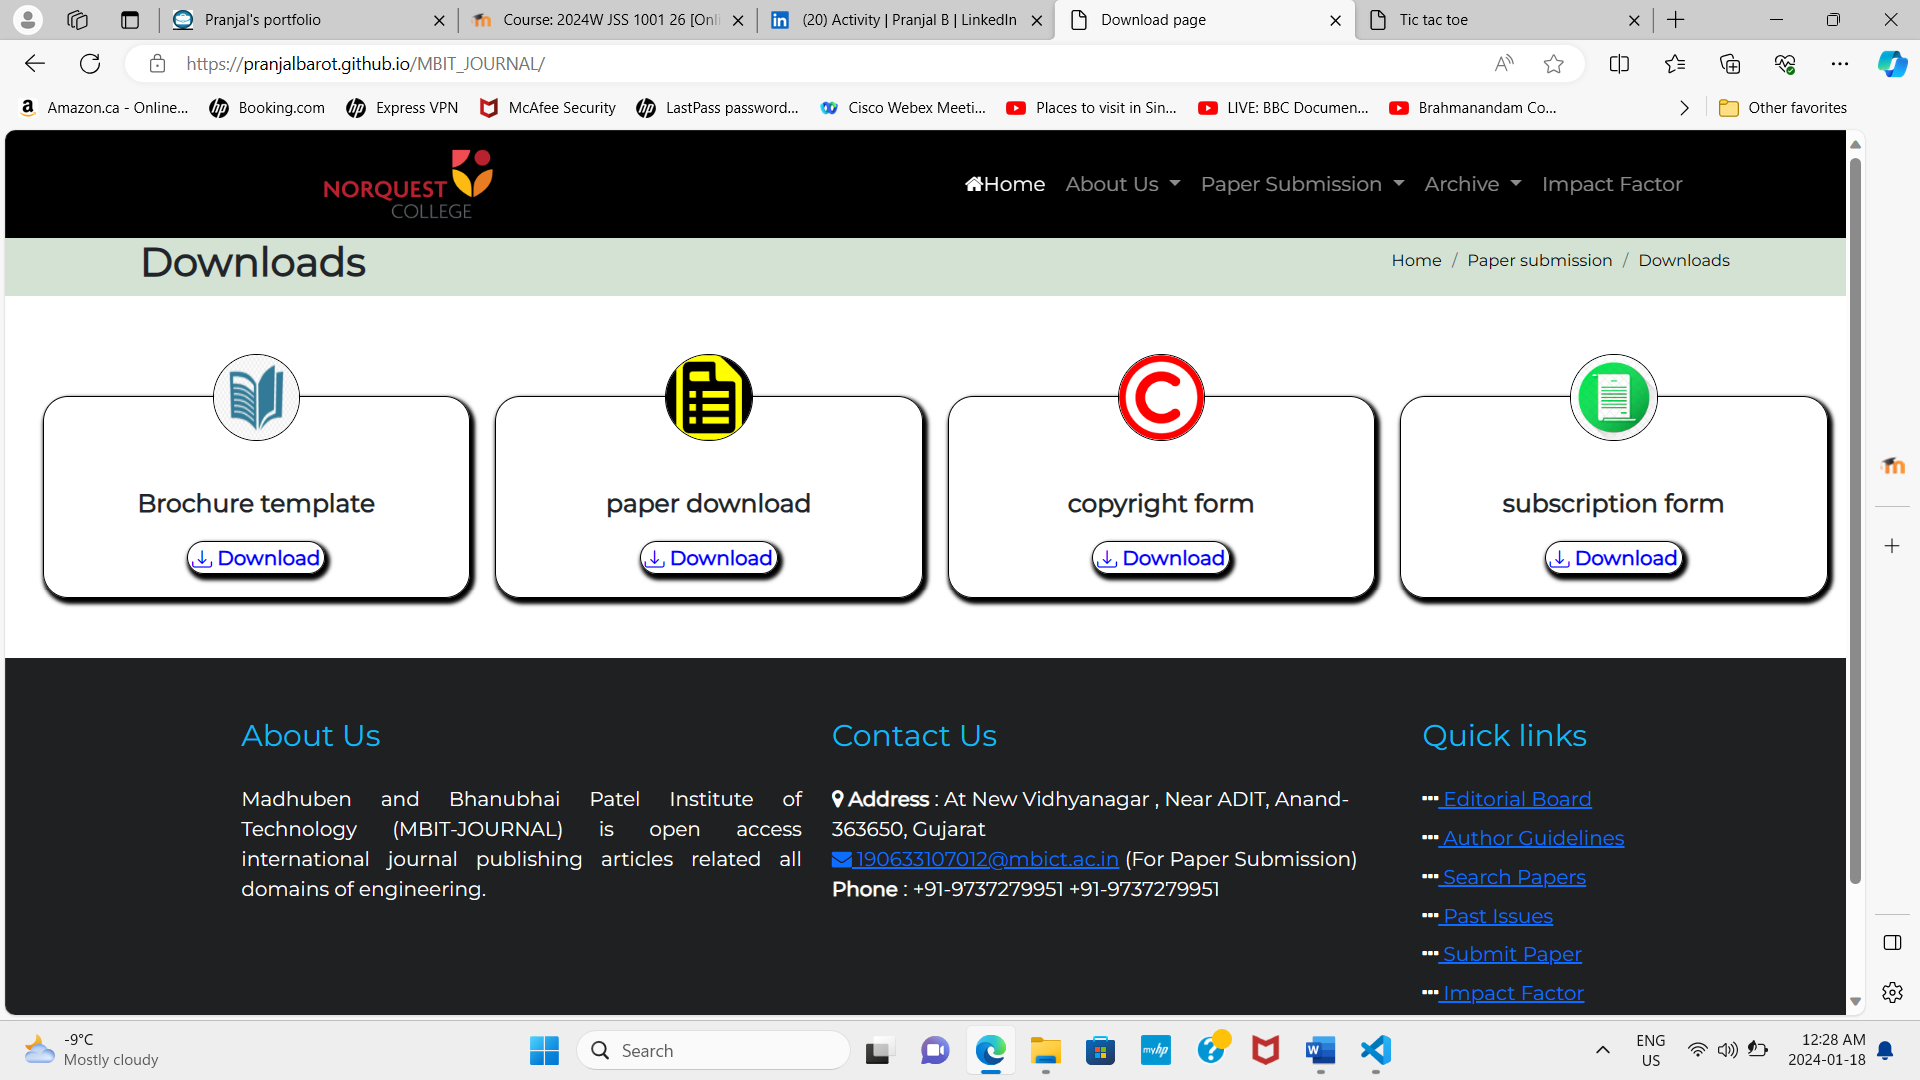 Pranjal's portfolio
Course: 2024W JSS 1001 26 [Onli
(20) Activity | Pranjal B | LinkedIn
Download page
Tic tac toe
https://pranjalbarot.github.io/MBIT_JOURNAL/
Amazon.ca - Online...
Booking.com
Express VPN
McAfee Security
LastPass password...
Cisco Webex Meeti...
Places to visit in Sin...
LIVE: BBC Documen...
Brahmanandam Co...
Other favorites
NORQUEST
COLLEGE
Home About Us Paper Submission Archive Impact Factor
Downloads
Home / Paper submission / Downloads
Brochure template
Download
paper download
Download
copyright form
Download
subscription form
Download
About Us
Madhuben and Bhanubhai Patel Institute of
Technology (MBIT-JOURNAL) is open access
international journal publishing articles related all
domains of engineering.
Contact Us
Address : At New Vidhyanagar , Near ADIT, Anand-
363650, Gujarat
190633107012@mbict.ac.in (For Paper Submission)
Phone : +91-9737279951 +91-9737279951
Quick links
Editorial Board
Author Guidelines
Search Papers
Past Issues
Submit Paper
Impact Factor
-9°C
Mostly cloudy
Search
ENG
US
12:28 AM
2024-01-18